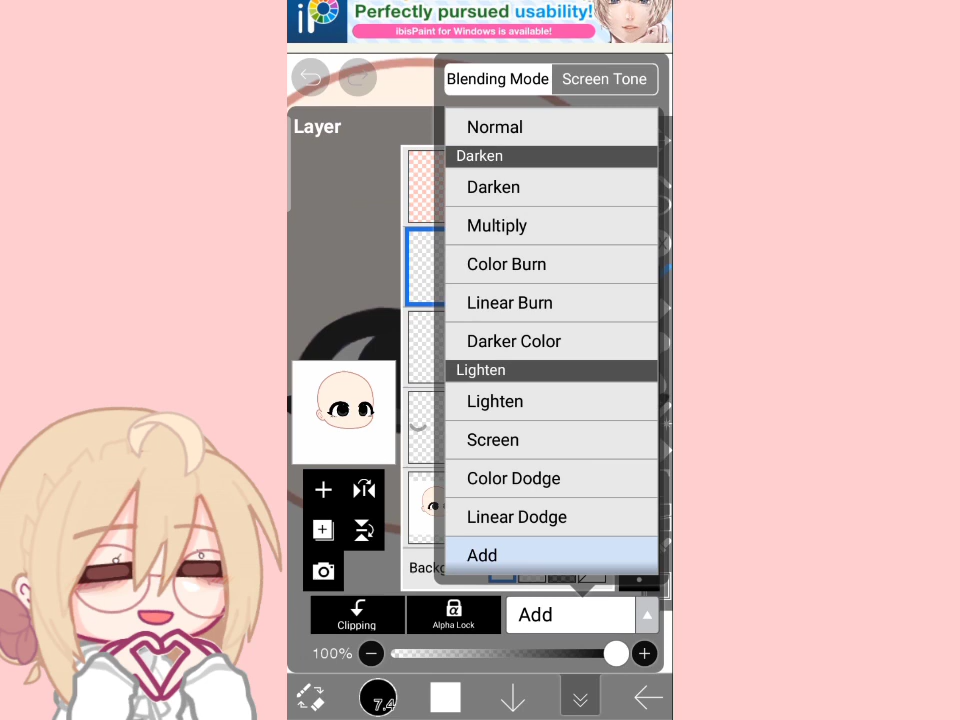 Perfectly pursued usability!
ibisPaint for Windows is available!
Blending Mode
Screen Tone
Layer
Normal
Darken
Darken
Multiply
Color Burn
Linear Burn
Darker Color
Lighten
Lighten
Screen
Color Dodge
Linear Dodge
Add
Backg
Clipping
α
Alpha Lock
Add
100%
7.4